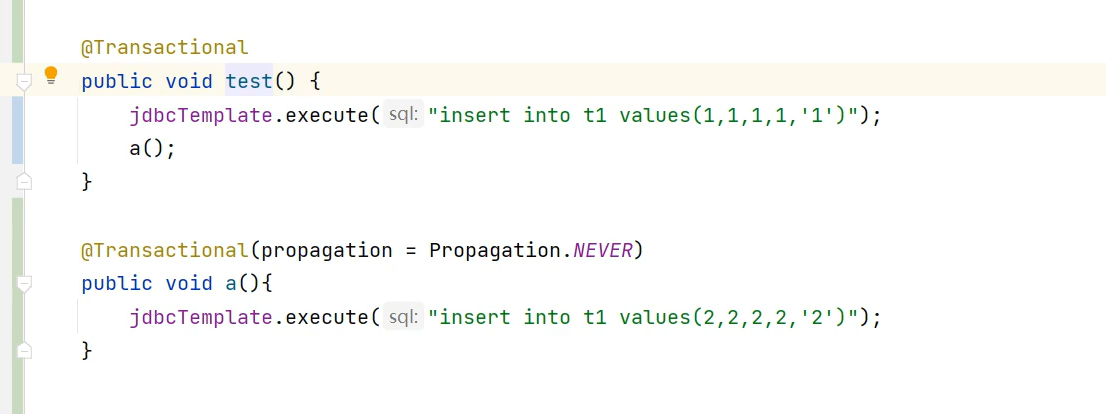 @Transactional
public void test() {
jdbcTemplate.execute( sql: "insert into t1 values(1,1,1,1,'1')");
a();
}
@Transactional(propagation = Propagation.NEVER)
public void a(){
jdbcTemplate.execute( sql: "insert into t1 values(2,2,2,2,'2')");
}